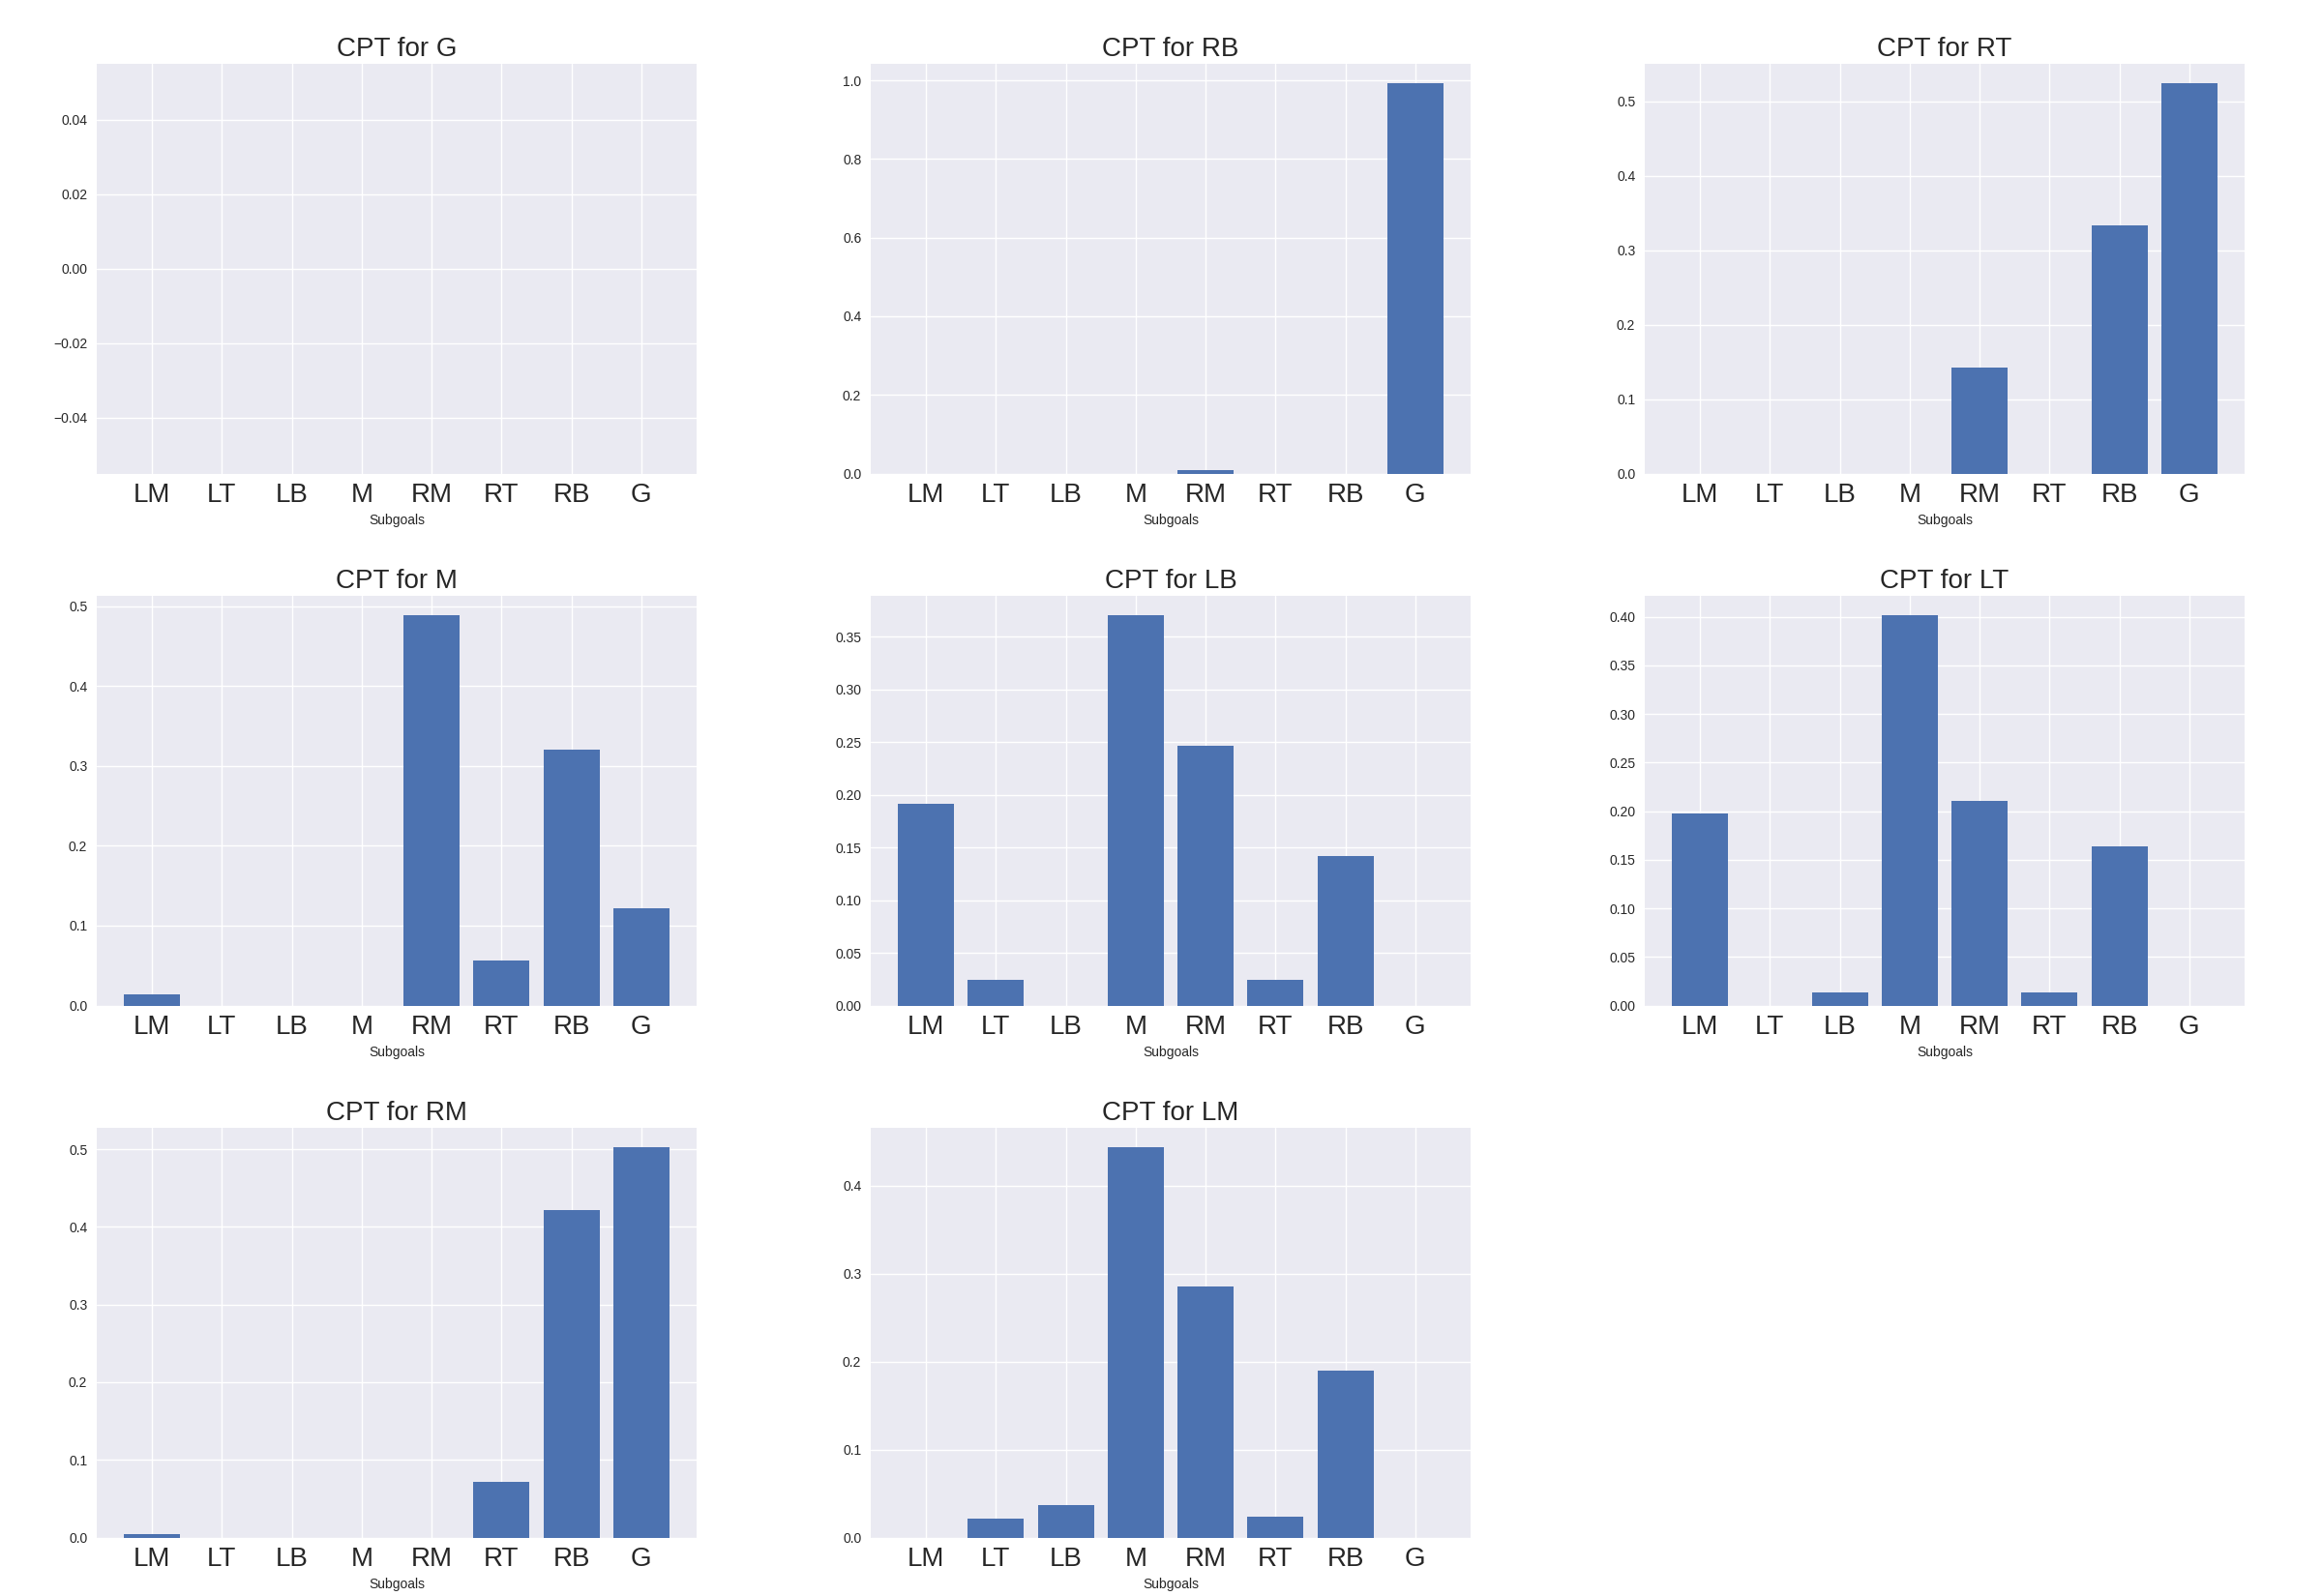 CPT for G
0.04
0.02
0.00
−0.02
−0.04
LM LT LB M RM RT RB G
Subgoals
CPT for RB
1.0
0.8
0.6
0.4
0.2
0.0
LM LT LB M RM RT RB G
Subgoals
CPT for RT
0.5
0.4
0.3
0.2
0.1
0.0
LM LT LB M RM RT RB G
Subgoals
CPT for M
0.5
0.4
0.3
0.2
0.1
0.0
LM LT LB M RM RT RB G
Subgoals
CPT for LB
0.35
0.30
0.25
0.20
0.15
0.10
0.05
0.00
LM LT LB M RM RT RB G
Subgoals
CPT for LT
0.40
0.35
0.30
0.25
0.20
0.15
0.10
0.05
0.00
LM LT LB M RM RT RB G
Subgoals
CPT for RM
0.5
0.4
0.3
0.2
0.1
0.0
LM LT LB M RM RT RB G
Subgoals
CPT for LM
0.4
0.3
0.2
0.1
0.0
LM LT LB M RM RT RB G
Subgoals